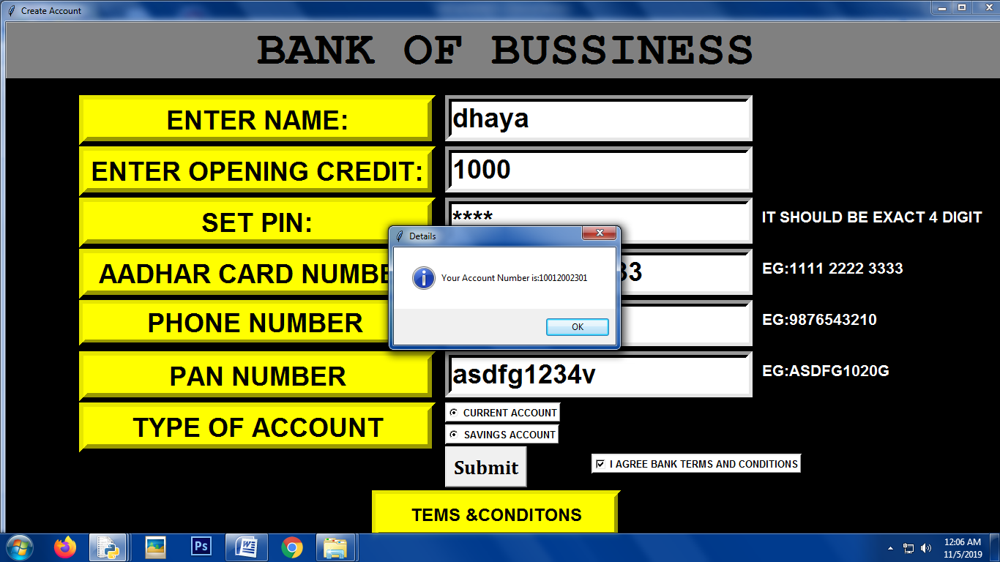 Create Account
BANK OF BUSSINESS
ENTER NAME:
dhaya
ENTER OPENING CREDIT:
1000
SET PIN:
****
IT SHOULD BE EXACT 4 DIGIT
Details
Your Account Number is:10012002301
OK
AADHAR CARD NUMBE
33
EG:1111 2222 3333
PHONE NUMBER
EG:9876543210
PAN NUMBER
asdfg1234v
EG:ASDFG1020G
TYPE OF ACCOUNT
CURRENT ACCOUNT
SAVINGS ACCOUNT
Submit
I AGREE BANK TERMS AND CONDITIONS
TEMS &CONDITONS
Ps
W
12:06 AM
11/5/2019